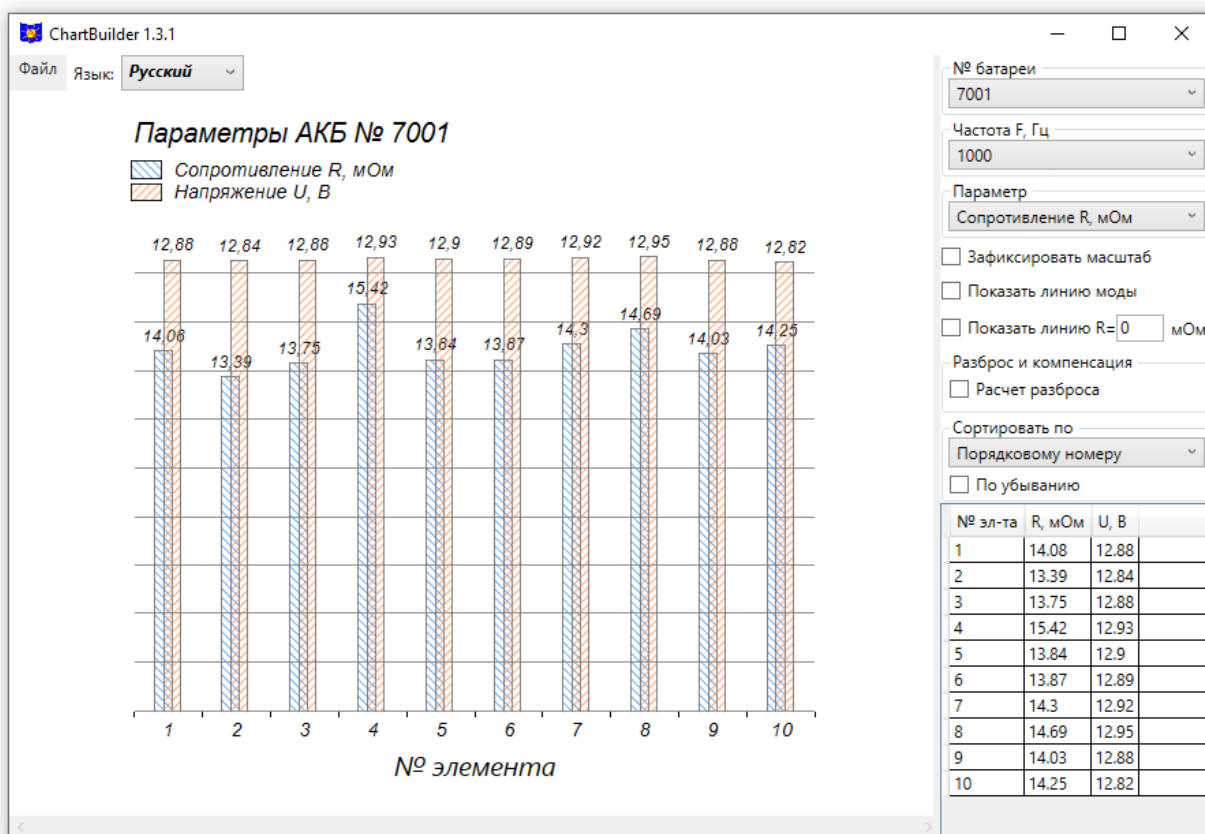 ChartBuilder 1.3.1
Файл Язык: Русский
Параметры АКБ № 7001
Сопротивление R, мОм
Напряжение U, В
12,88 12,84 12,88 12,93 12,9 12,89 12,92 12,95 12,88 12,82
14,08 13,39 13,75 15,42 13,84 13,87 14,3 14,69 14,03 14,25
1 2 3 4 5 6 7 8 9 10
№ элемента
№ батареи
7001
Частота F, Гц
1000
Параметр
Сопротивление R, мОм
Зафиксировать масштаб
Показать линию моды
Показать линию R= 0 мОм
Разброс и компенсация
Расчет разброса
Сортировать по
Порядковому номеру
По убыванию
№ эл-та R, мОм U, В
1 14.08 12.88
2 13.39 12.84
3 13.75 12.88
4 15.42 12.93
5 13.84 12.9
6 13.87 12.89
7 14.3 12.92
8 14.69 12.95
9 14.03 12.88
10 14.25 12.82